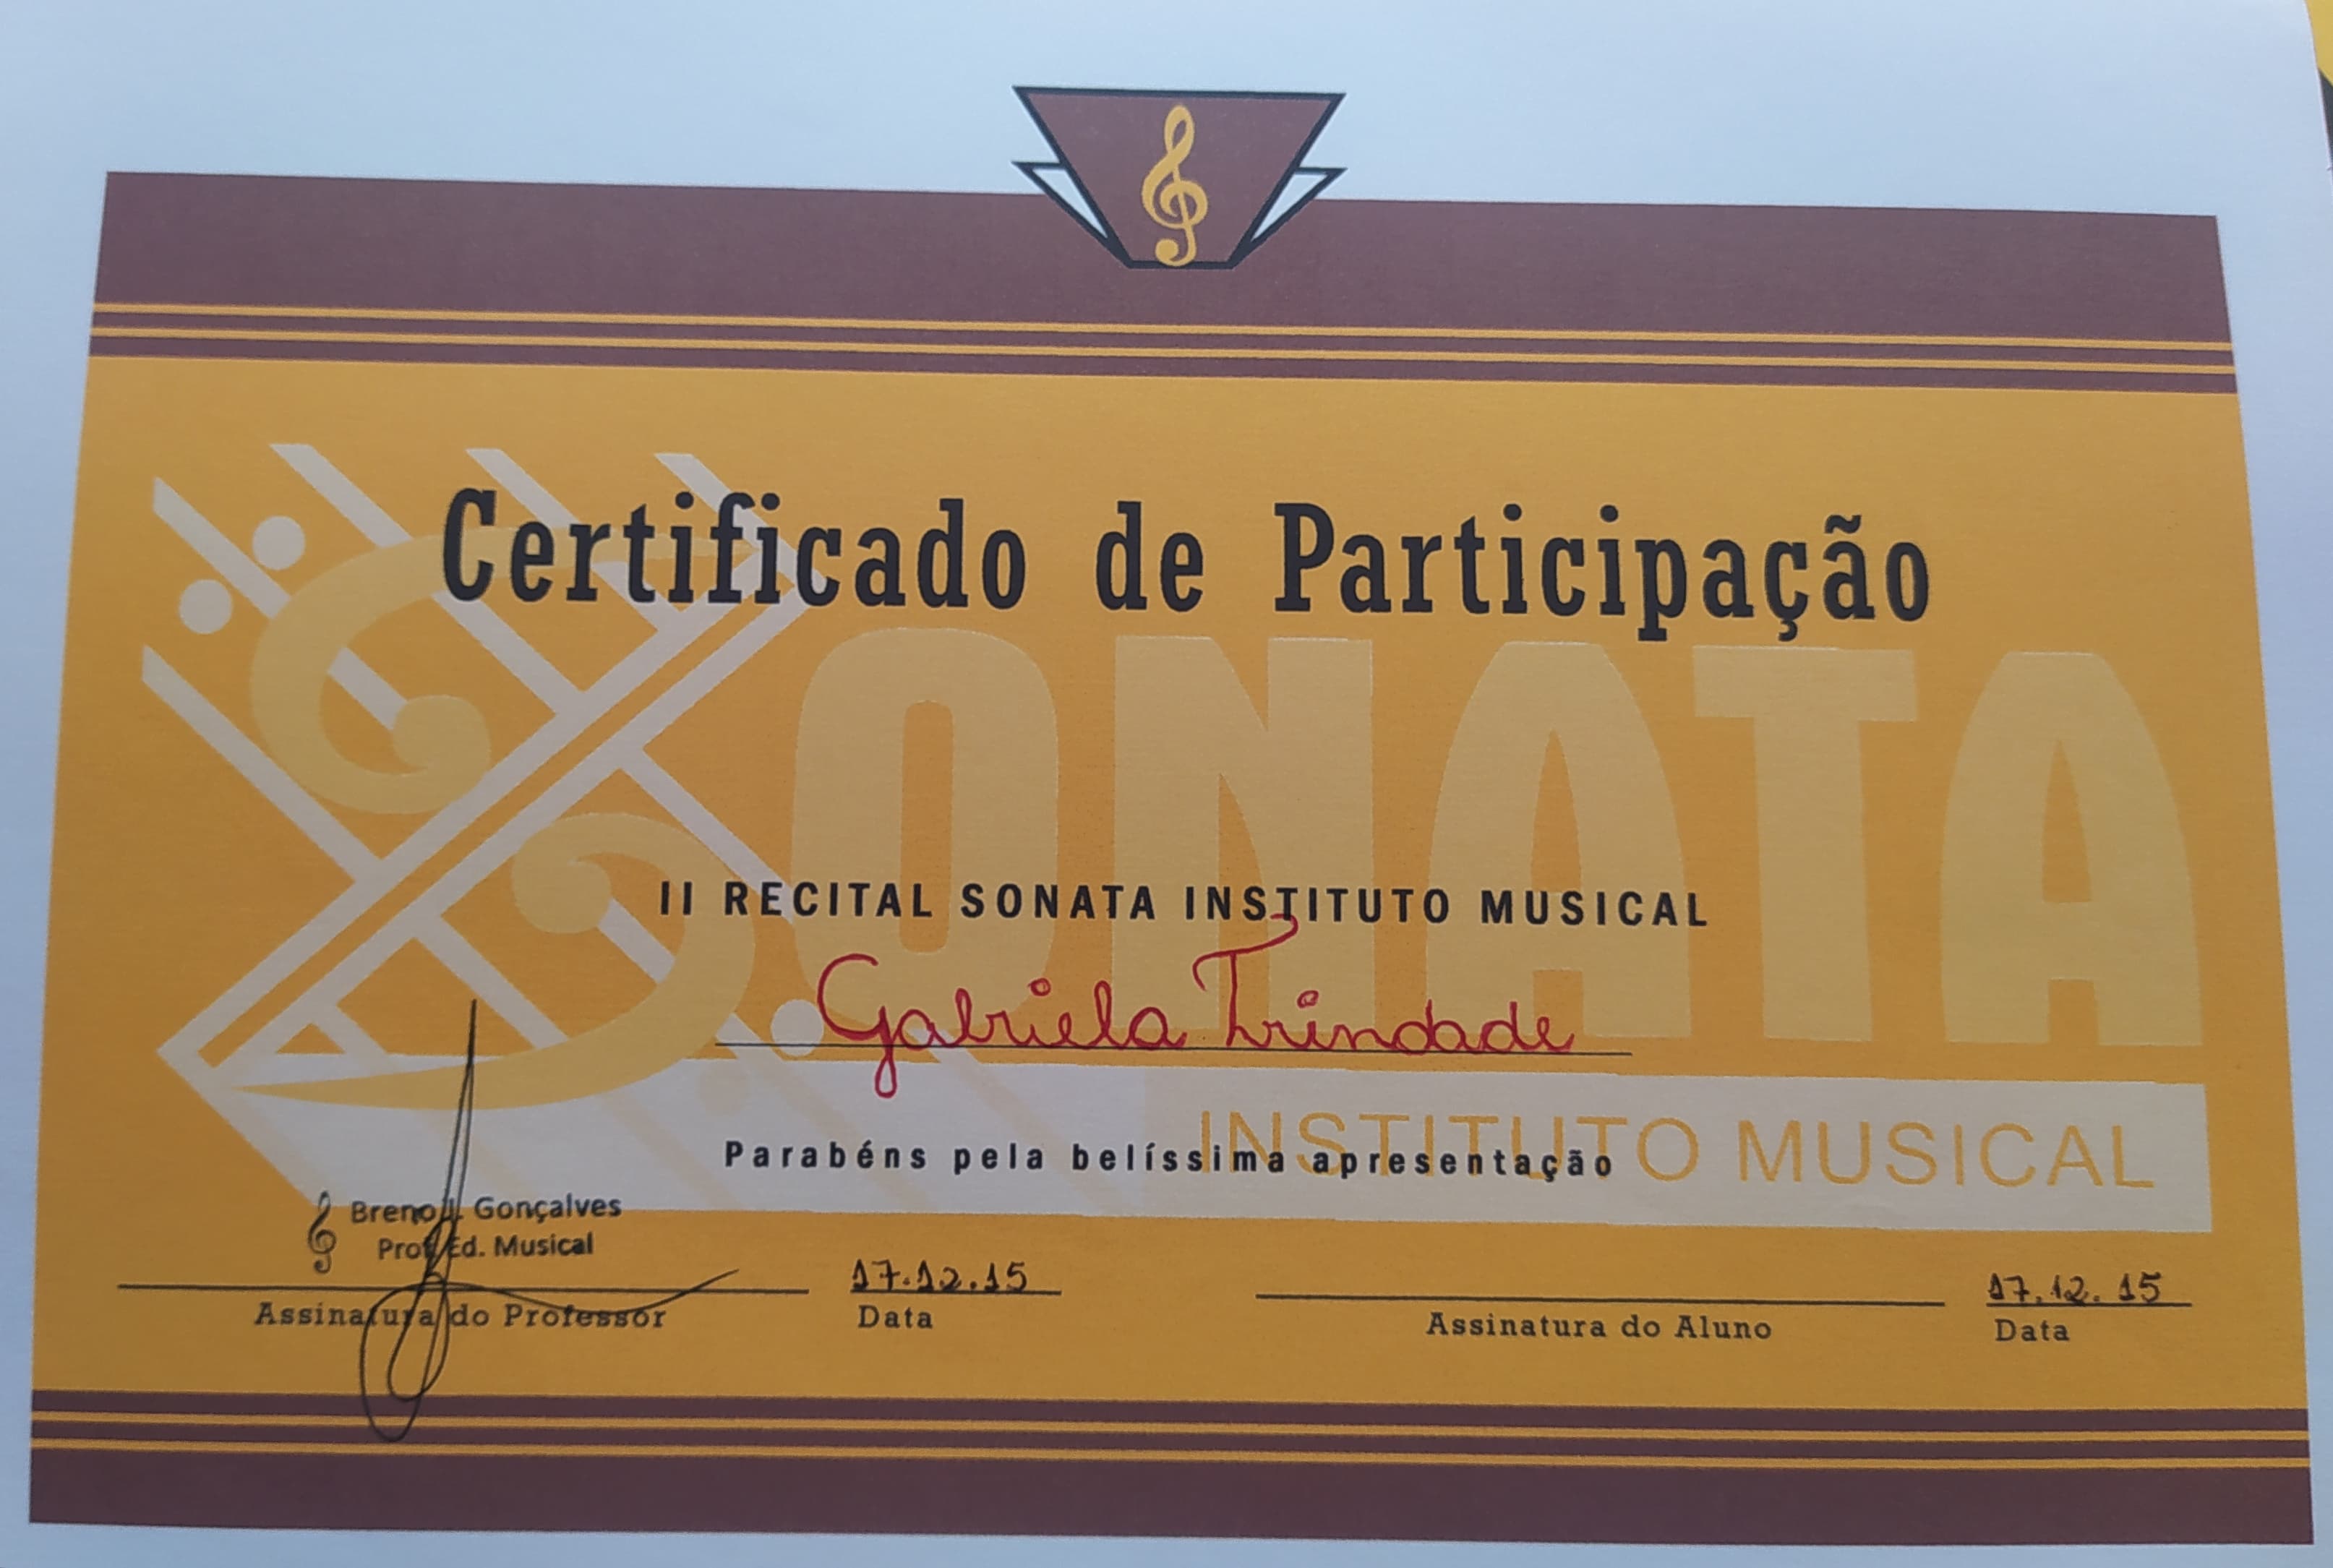 Certificado de Participação
SONATA
II RECITAL SONATA INSTITUTO MUSICAL
Gabriela Trindade
INSTITUTO MUSICAL
Parabéns pela belíssima apresentação
Breno J. Gonçalves
Prof. Ed. Musical
17.12.15
17.12.15
Assinatura do Professor
Data
Assinatura do Aluno
Data